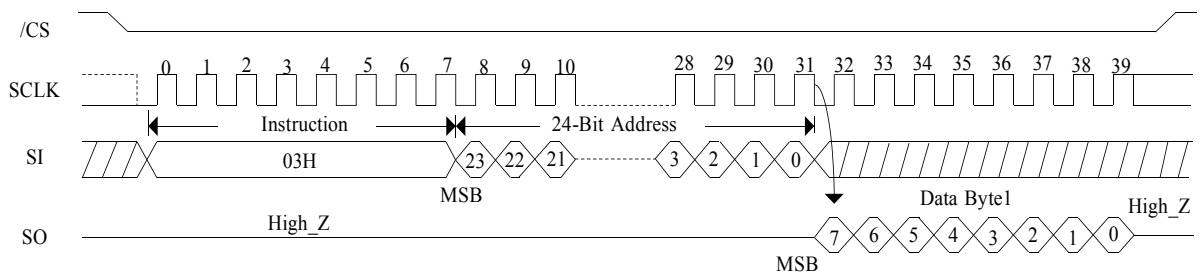 /CS
0 1 2 3 4 5 6 7 8 9 10 28 29 30 31 32 33 34 35 36 37 38 39
SCLK
Instruction 24-Bit Address
SI 03H 23 22 21 3 2 1 0
MSB Data Byte1
High_Z High_Z
SO 7 6 5 4 3 2 1 0
MSB